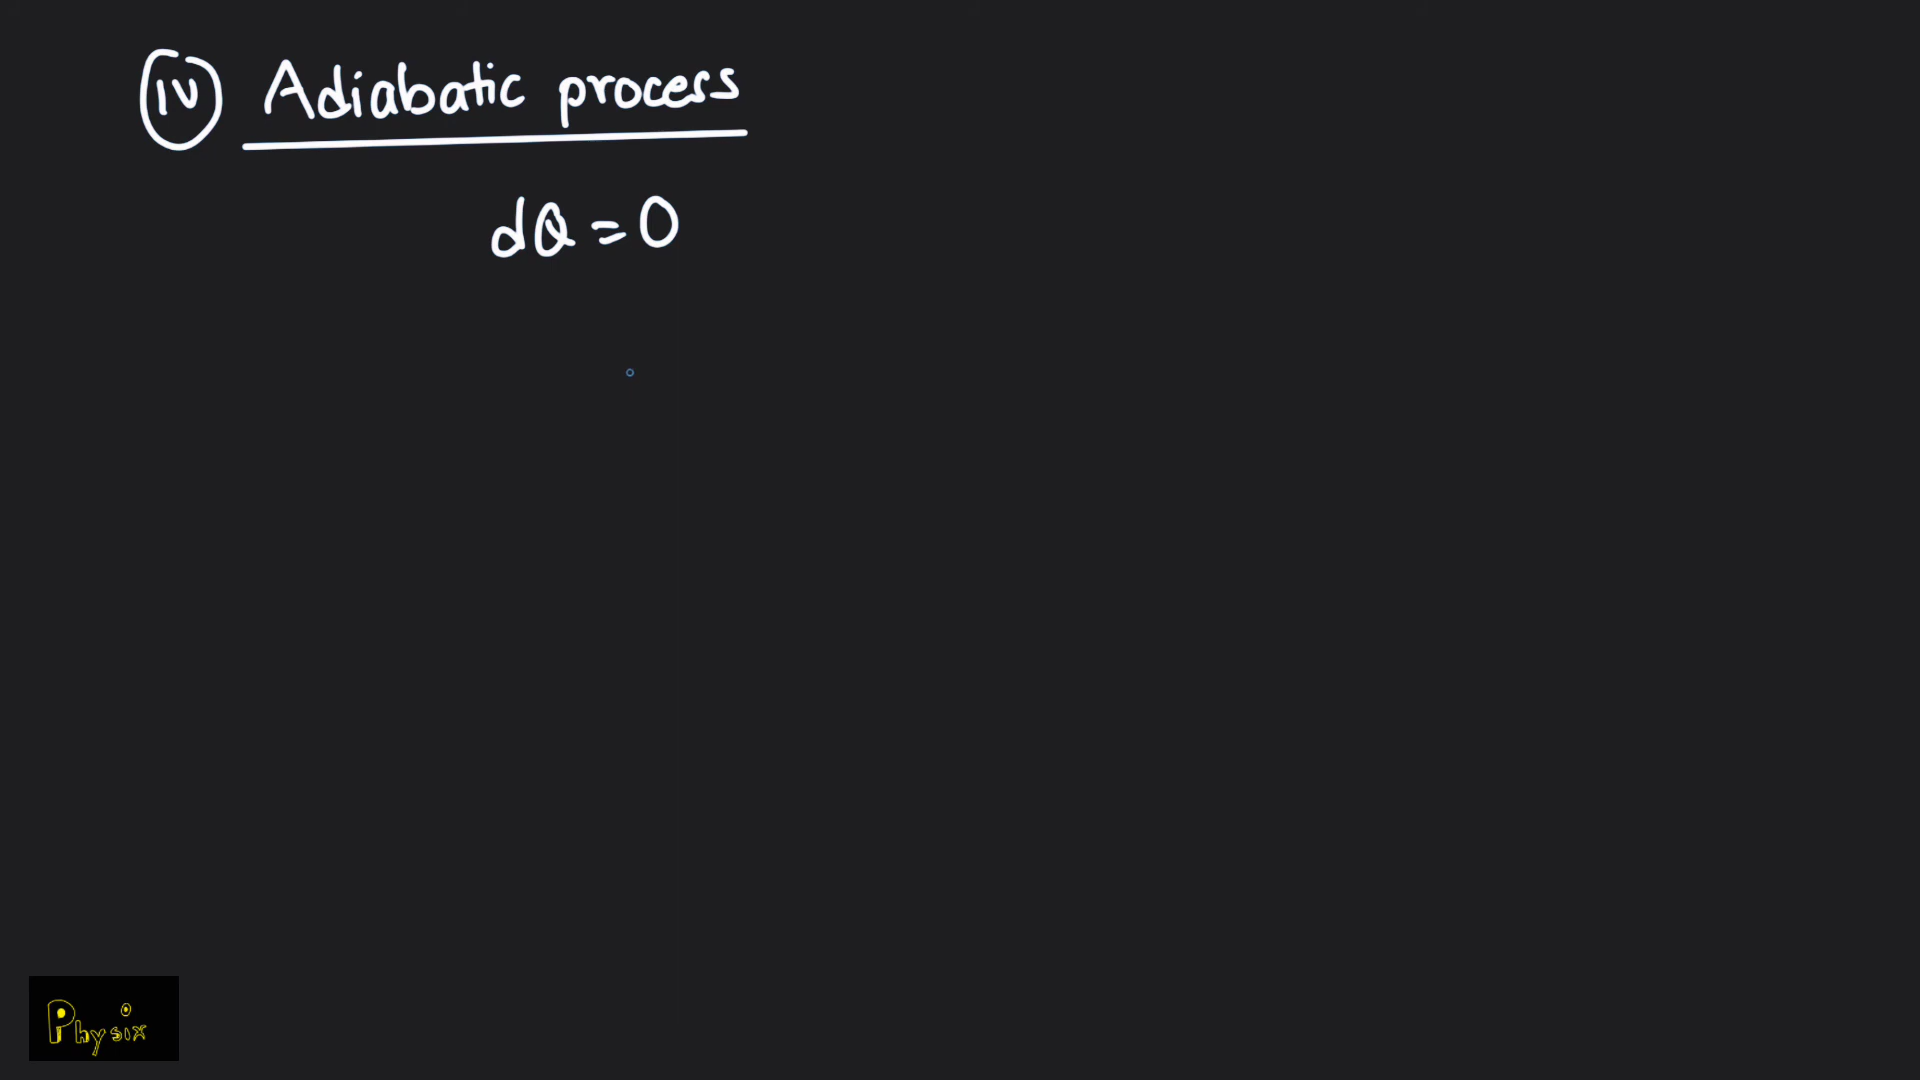 (iv) Adiabatic process
dQ = 0
Physix